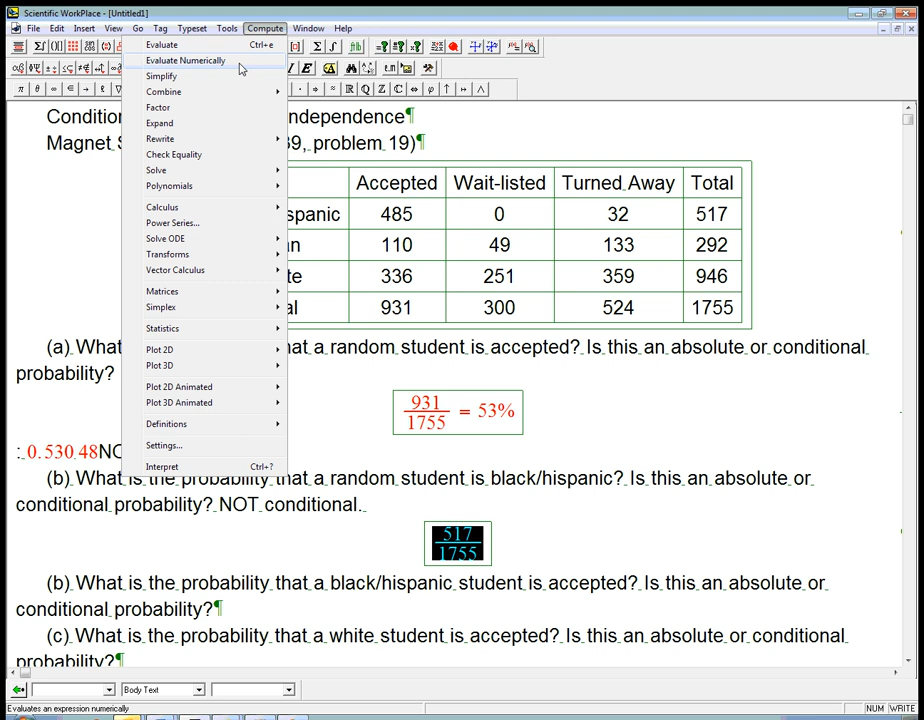 Scientific WorkPlace - [Untitled1]
File Edit Insert View Go Tag Typeset Tools Compute Window Help
Evaluate Ctrl+e
Evaluate Numerically
Simplify
Combine
Factor
Expand
Rewrite
Check Equality
Solve
Polynomials
Calculus
Power Series...
Solve ODE
Transforms
Vector Calculus
Matrices
Simplex
Statistics
Plot 2D
Plot 3D
Plot 2D Animated
Plot 3D Animated
Definitions
Settings...
Interpret Ctrl+?
Condition ndependence¶
Magnet S 39, problem 19)¶
Accepted Wait-listed Turned Away Total
spanic 485 0 32 517
n 110 49 133 292
te 336 251 359 946
al 931 300 524 1755
(a) What hat a random student is accepted? Is this an absolute or conditional
probability?
931
1755
= 53%
: 0.530 48NO
(b) What is the probability that a random student is black/hispanic? Is this an absolute or
conditional probability? NOT conditional.
517
1755
(b) What is the probability that a black/hispanic student is accepted? Is this an absolute or
conditional probability?¶
(c) What is the probability that a white student is accepted? Is this an absolute or conditional
probability?¶
Body Text
Evaluates an expression numerically NUM WRITE